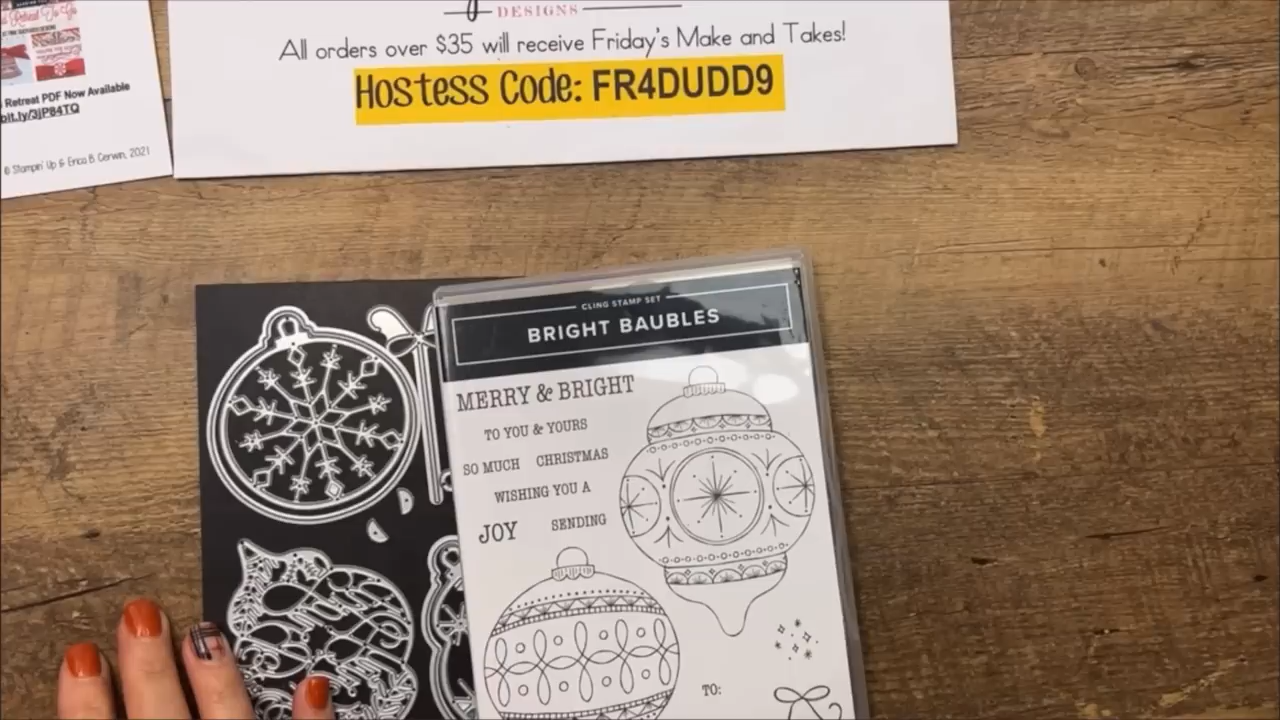 DESIGNS
All orders over $35 will receive Friday's Make and Takes!
Hostess Code: FR4DUDD9
Retreat PDF Now Available
bit.ly/3jP84TQ
© Stampin' Up & Erica B. Cerwin, 2021
CLING STAMP SET
BRIGHT BAUBLES
MERRY & BRIGHT
TO YOU & YOURS
SO MUCH CHRISTMAS
WISHING YOU A
JOY SENDING
TO: